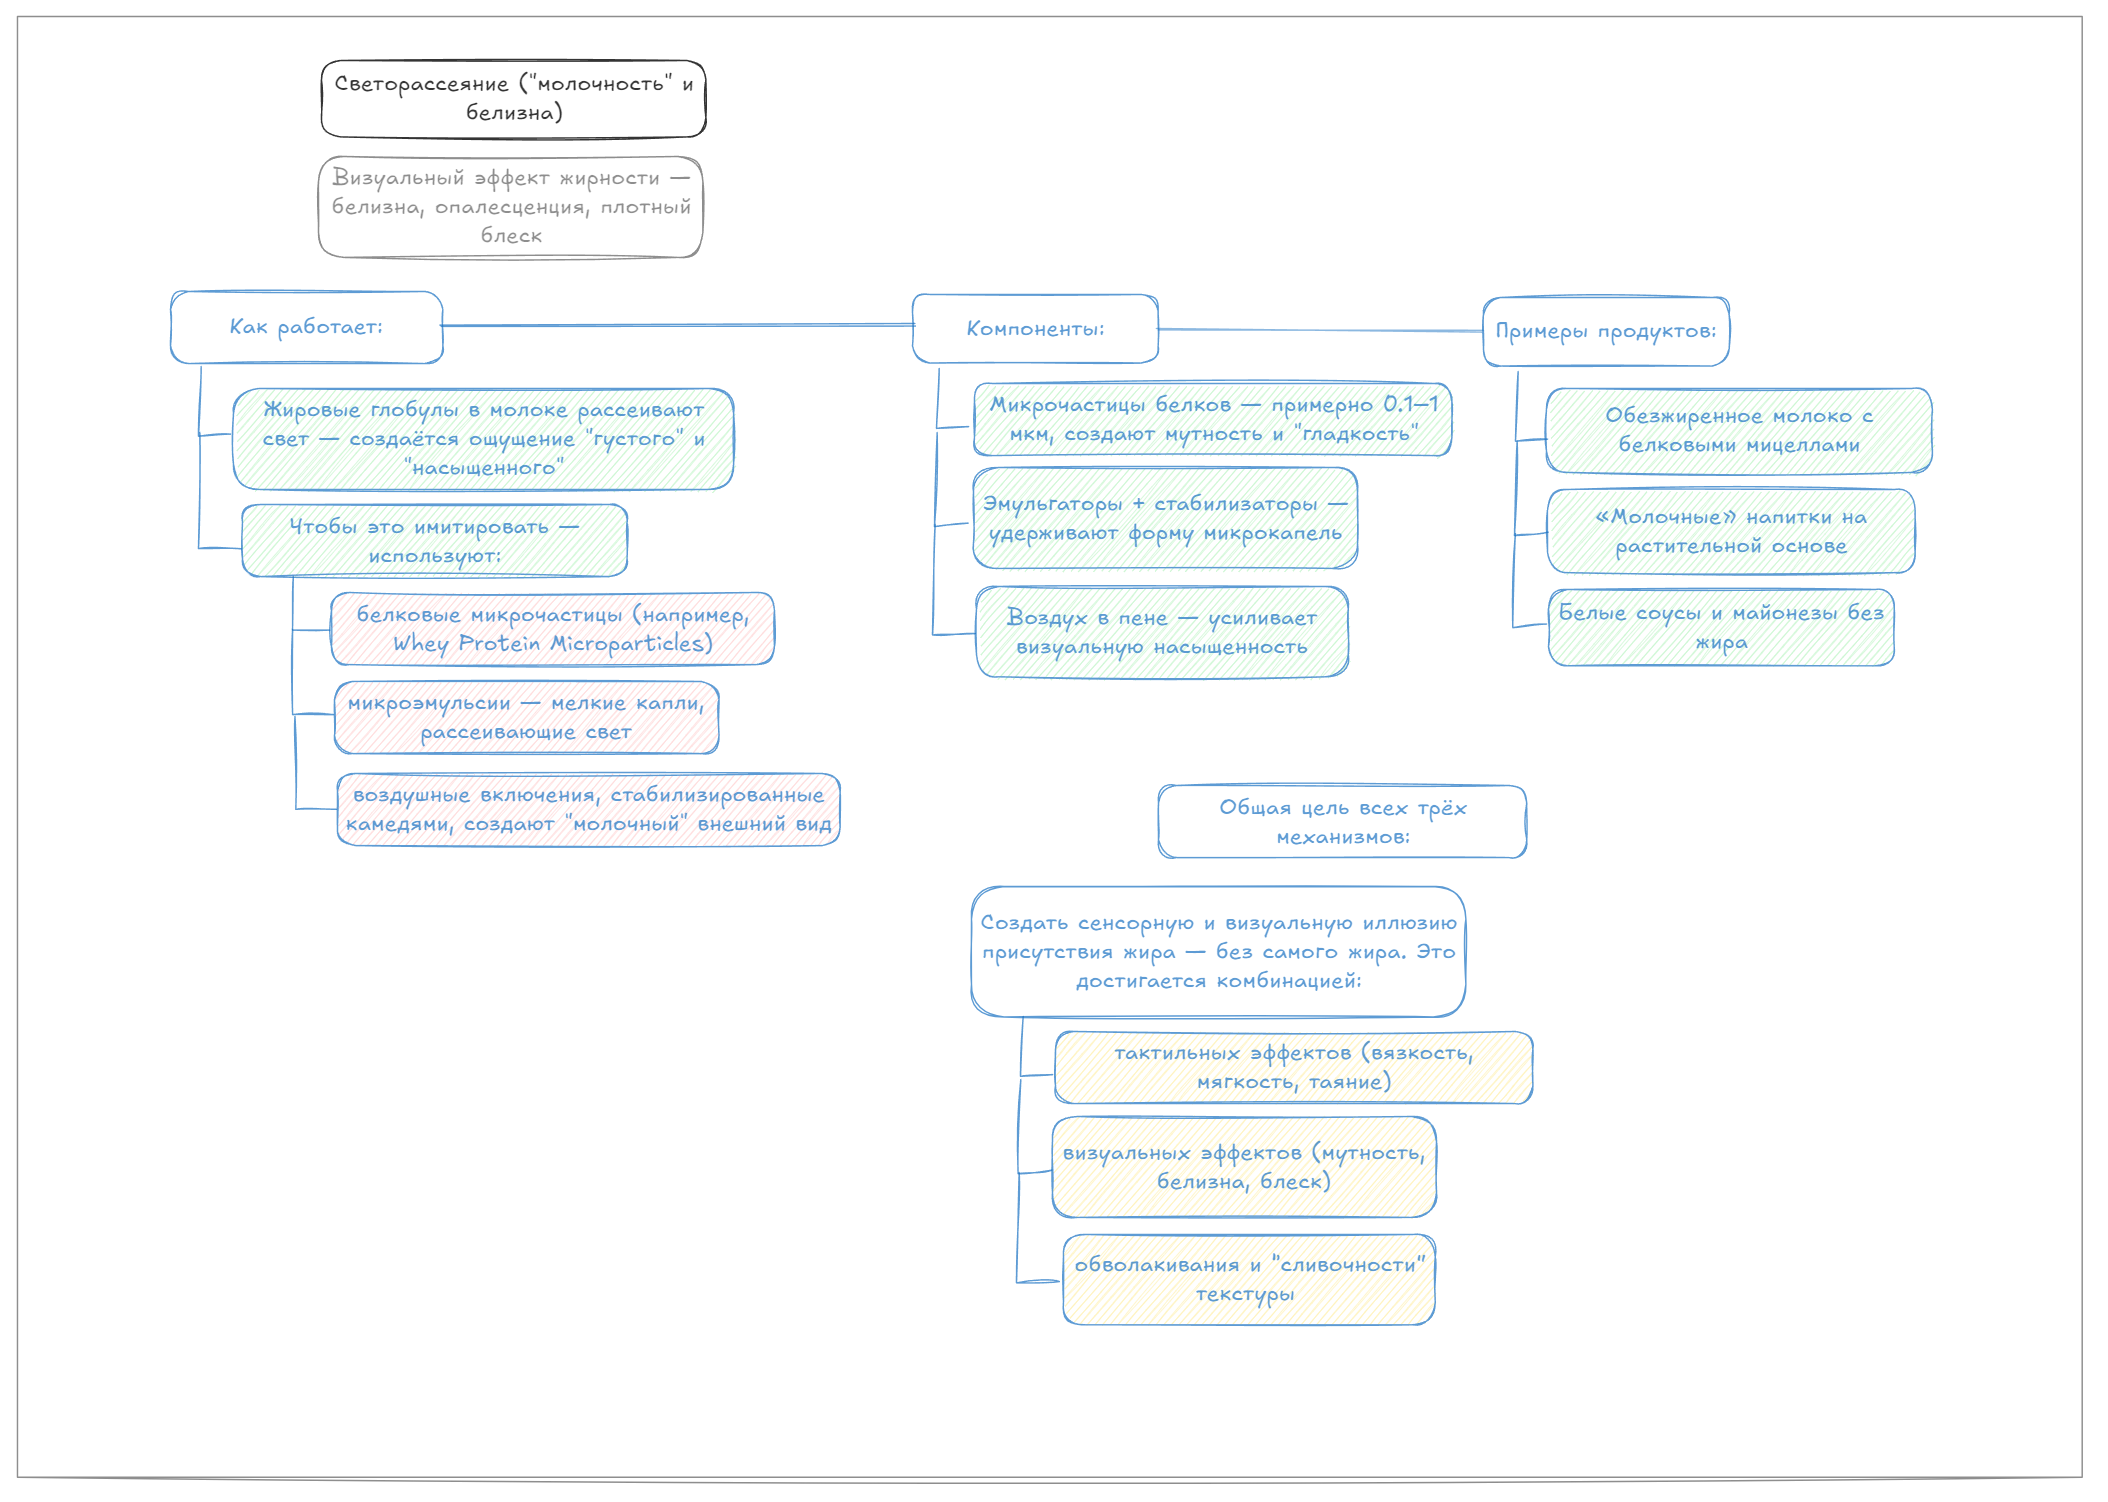 Светорассеяние ("молочность" и
белизна)
Визуальный эффект жирности —
белизна, опалесценция, плотный
блеск
Как работает:
Жировые глобулы в молоке рассеивают
свет — создаётся ощущение "густого" и
"насыщенного"
Чтобы это имитировать —
используют:
белковые микрочастицы (например,
Whey Protein Microparticles)
микроэмульсии — мелкие капли,
рассеивающие свет
воздушные включения, стабилизированные
камедями, создают "молочный" внешний вид
Компоненты:
Микрочастицы белков — примерно 0.1–1
мкм, создают мутность и "гладкость"
Эмульгаторы + стабилизаторы —
удерживают форму микрокапель
Воздух в пене — усиливает
визуальную насыщенность
Примеры продуктов:
Обезжиренное молоко с
белковыми мицеллами
«Молочные» напитки на
растительной основе
Белые соусы и майонезы без
жира
Общая цель всех трёх
механизмов:
Создать сенсорную и визуальную иллюзию
присутствия жира — без самого жира. Это
достигается комбинацией:
тактильных эффектов (вязкость,
мягкость, таяние)
визуальных эффектов (мутность,
белизна, блеск)
обволакивания и "сливочности"
текстуры